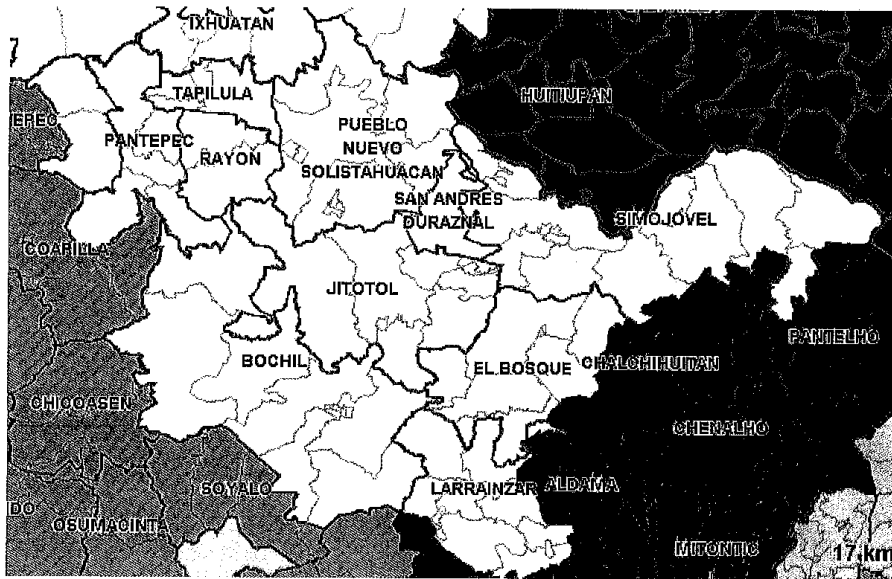 IXHUATAN
TAPILULA
HUITIUPAN
PUEBLO
NUEVO
SOLISTAHUACAN
PANTEPEC
RAYON
SAN ANDRES
DURAZNAL
SIMOJOVEL
COAPILLA
JITOTOL
PANTELHO
BOCHIL
EL BOSQUE
CHALCHIHUITAN
CHICOASEN
CHENALHO
SOYALO
LARRAINZAR
ALDAMA
OSUMACINTA
MITONTIC
17 km